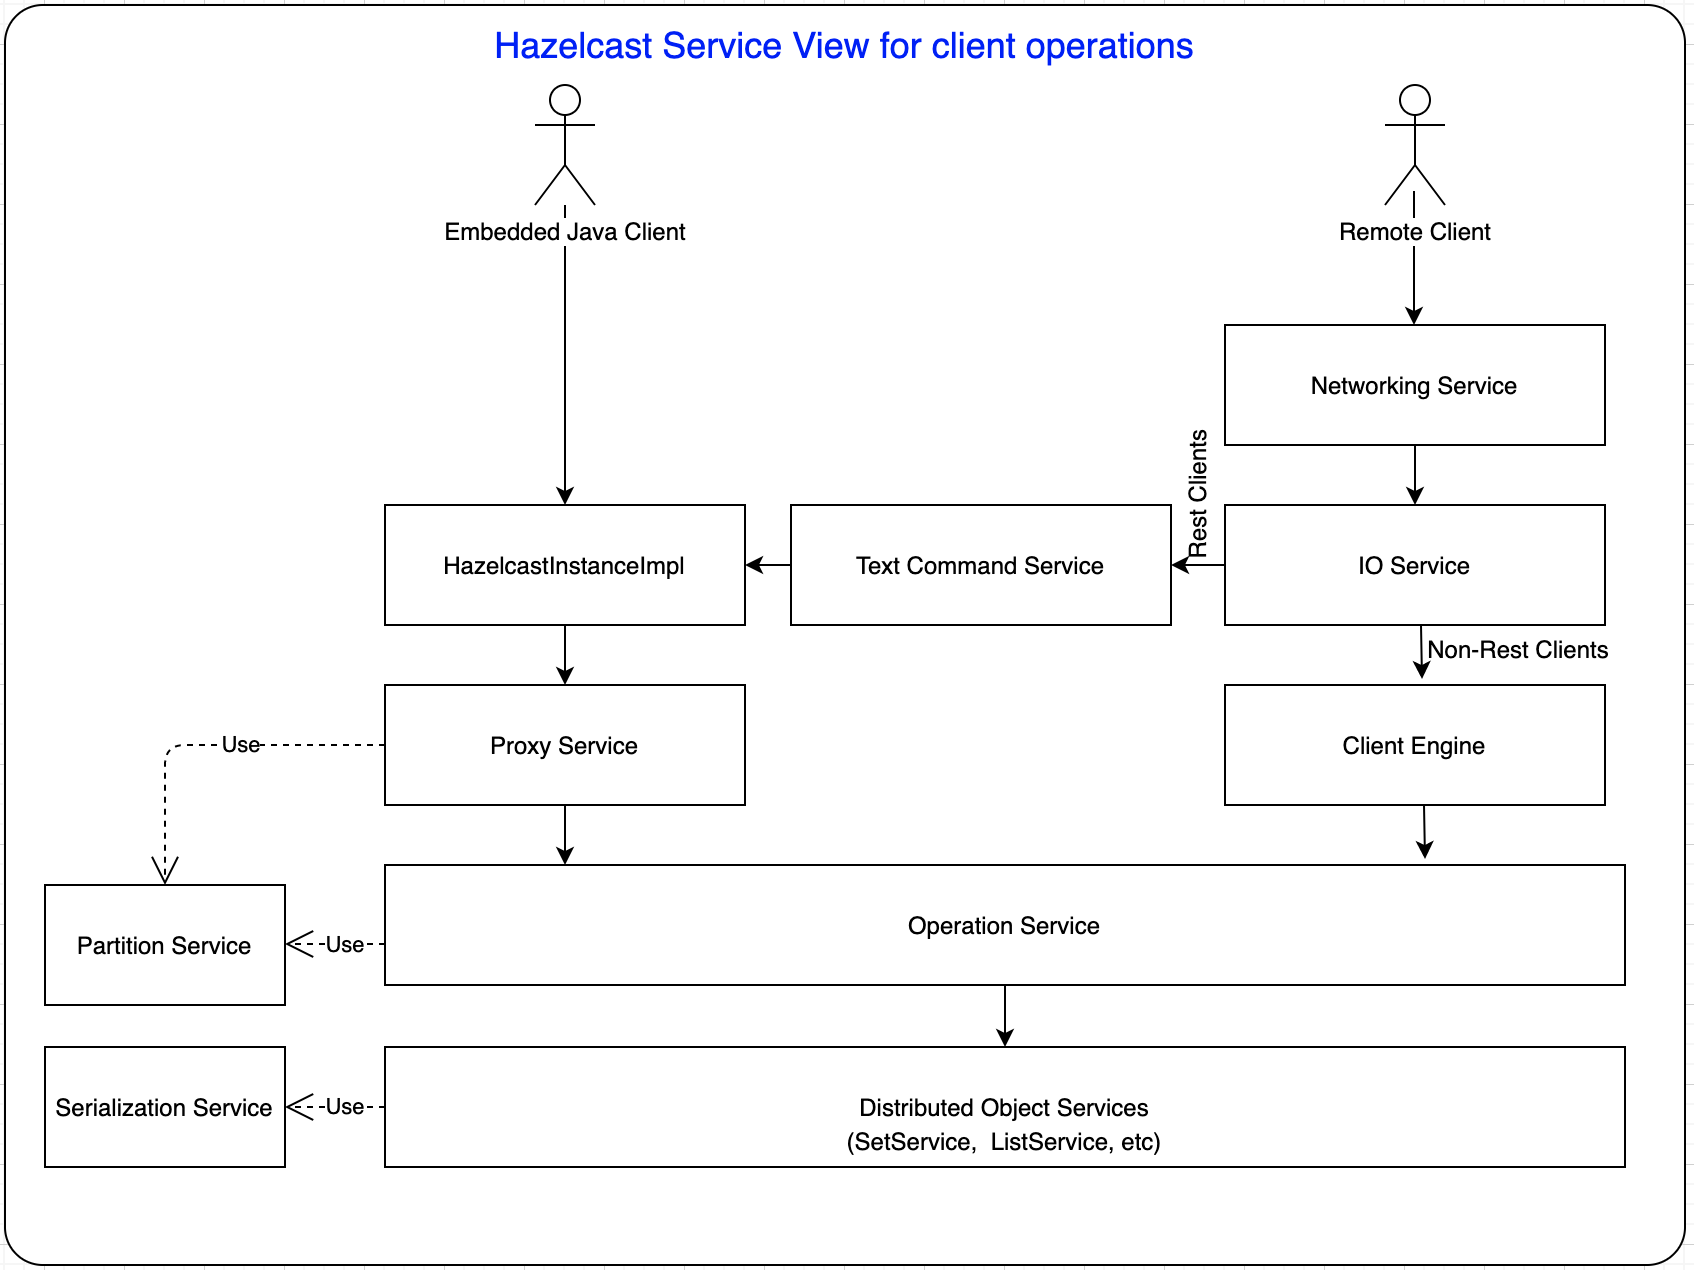 Hazelcast Service View for client operations
Embedded Java Client
Remote Client
Networking Service
Rest Clients
HazelcastInstanceImpl
Text Command Service
IO Service
Non-Rest Clients
Use
Proxy Service
Client Engine
Operation Service
Partition Service
Use
Serialization Service
Use
Distributed Object Services
(SetService,  ListService, etc)